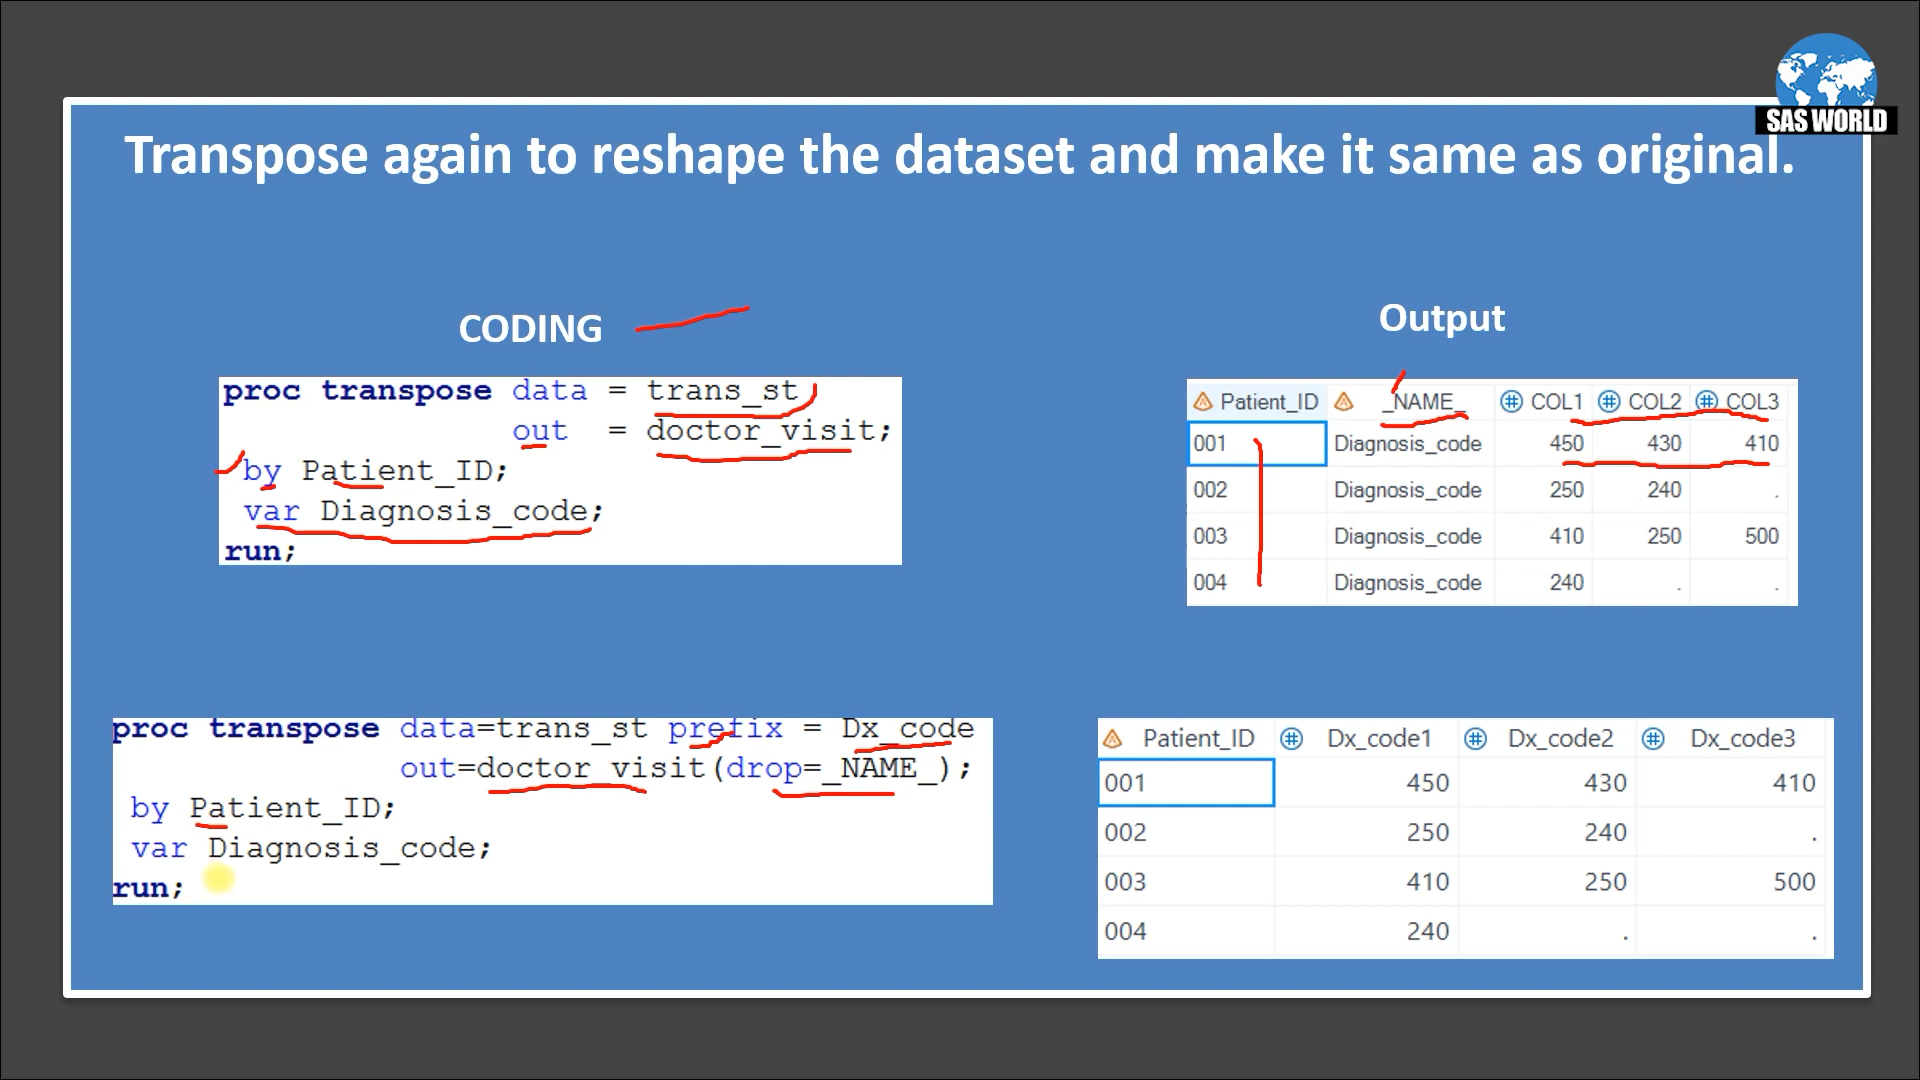 SAS WORLD
Transpose again to reshape the dataset and make it same as original.
CODING
proc transpose data = trans_st
out = doctor_visit;
by Patient_ID;
var Diagnosis_code;
run;
Output
Patient_ID _NAME_ COL1 COL2 COL3
001 Diagnosis_code 450 430 410
002 Diagnosis_code 250 240 .
003 Diagnosis_code 410 250 500
004 Diagnosis_code 240 . .
proc transpose data=trans_st prefix = Dx_code
out=doctor_visit(drop=_NAME_);
by Patient_ID;
var Diagnosis_code;
run;
Patient_ID Dx_code1 Dx_code2 Dx_code3
001 450 430 410
002 250 240 .
003 410 250 500
004 240 . .